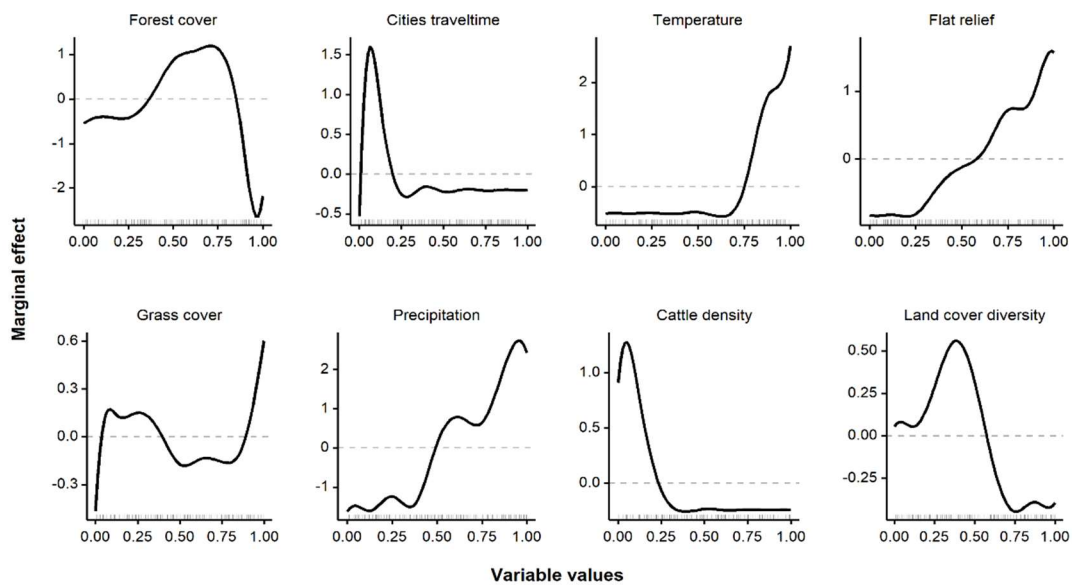 Forest cover
Cities traveltime
Temperature
Flat relief
1
0
-1
-2
0.00 0.25 0.50 0.75 1.00
1.5
1.0
0.5
0.0
-0.5
0.00 0.25 0.50 0.75 1.00
2
1
0
0.00 0.25 0.50 0.75 1.00
1
0
0.00 0.25 0.50 0.75 1.00
Marginal effect
Grass cover
Precipitation
Cattle density
Land cover diversity
0.6
0.3
0.0
-0.3
0.00 0.25 0.50 0.75 1.00
2
1
0
-1
0.00 0.25 0.50 0.75 1.00
1.0
0.5
0.0
0.00 0.25 0.50 0.75 1.00
0.50
0.25
0.00
-0.25
0.00 0.25 0.50 0.75 1.00
Variable values